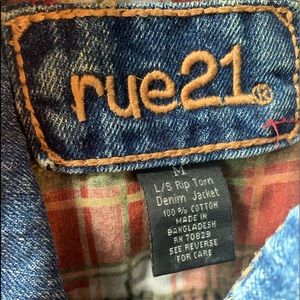 rue21®
M
L/S Rip Torn
Denim Jacket
100% COTTON
MADE IN
BANGLADESH
RN 70829
SEE REVERSE
FOR CARE